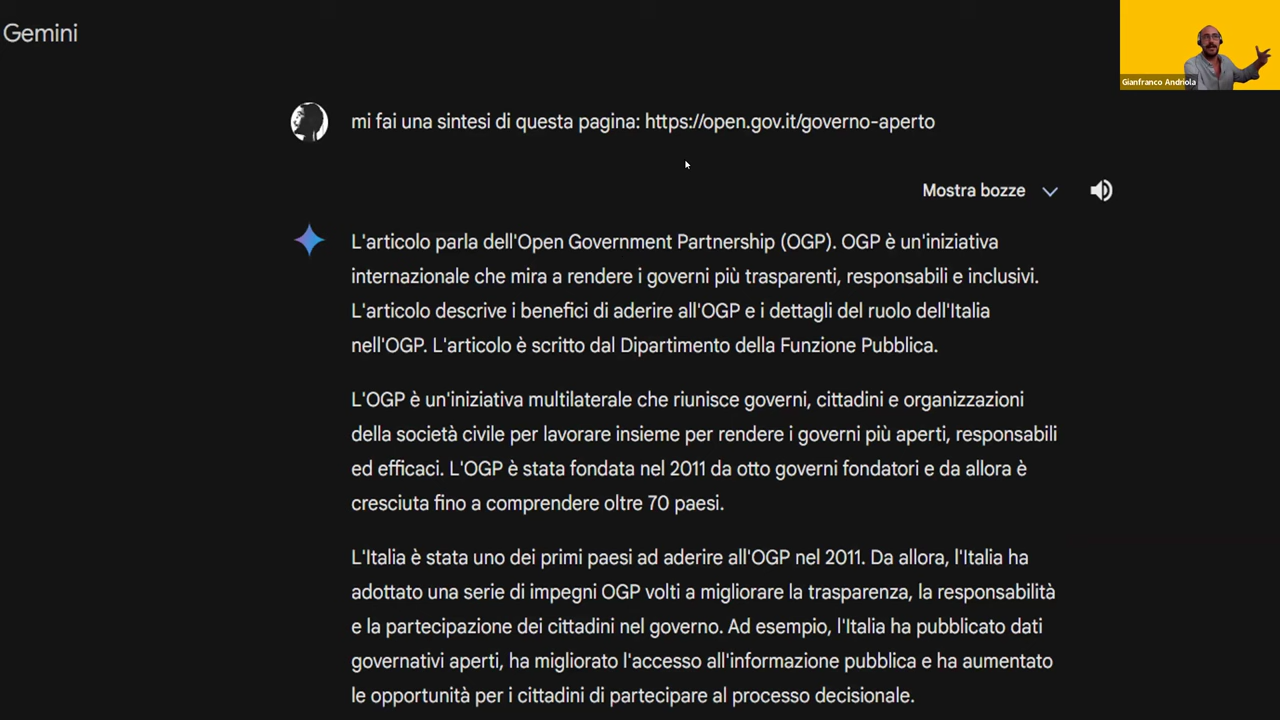 Gemini
Gianfranco Andriola
mi fai una sintesi di questa pagina: https://open.gov.it/governo-aperto
Mostra bozze
L'articolo parla dell'Open Government Partnership (OGP). OGP è un'iniziativa
internazionale che mira a rendere i governi più trasparenti, responsabili e inclusivi.
L'articolo descrive i benefici di aderire all'OGP e i dettagli del ruolo dell'Italia
nell'OGP. L'articolo è scritto dal Dipartimento della Funzione Pubblica.
L'OGP è un'iniziativa multilaterale che riunisce governi, cittadini e organizzazioni
della società civile per lavorare insieme per rendere i governi più aperti, responsabili
ed efficaci. L'OGP è stata fondata nel 2011 da otto governi fondatori e da allora è
cresciuta fino a comprendere oltre 70 paesi.
L'Italia è stata uno dei primi paesi ad aderire all'OGP nel 2011. Da allora, l'Italia ha
adottato una serie di impegni OGP volti a migliorare la trasparenza, la responsabilità
e la partecipazione dei cittadini nel governo. Ad esempio, l'Italia ha pubblicato dati
governativi aperti, ha migliorato l'accesso all'informazione pubblica e ha aumentato
le opportunità per i cittadini di partecipare al processo decisionale.